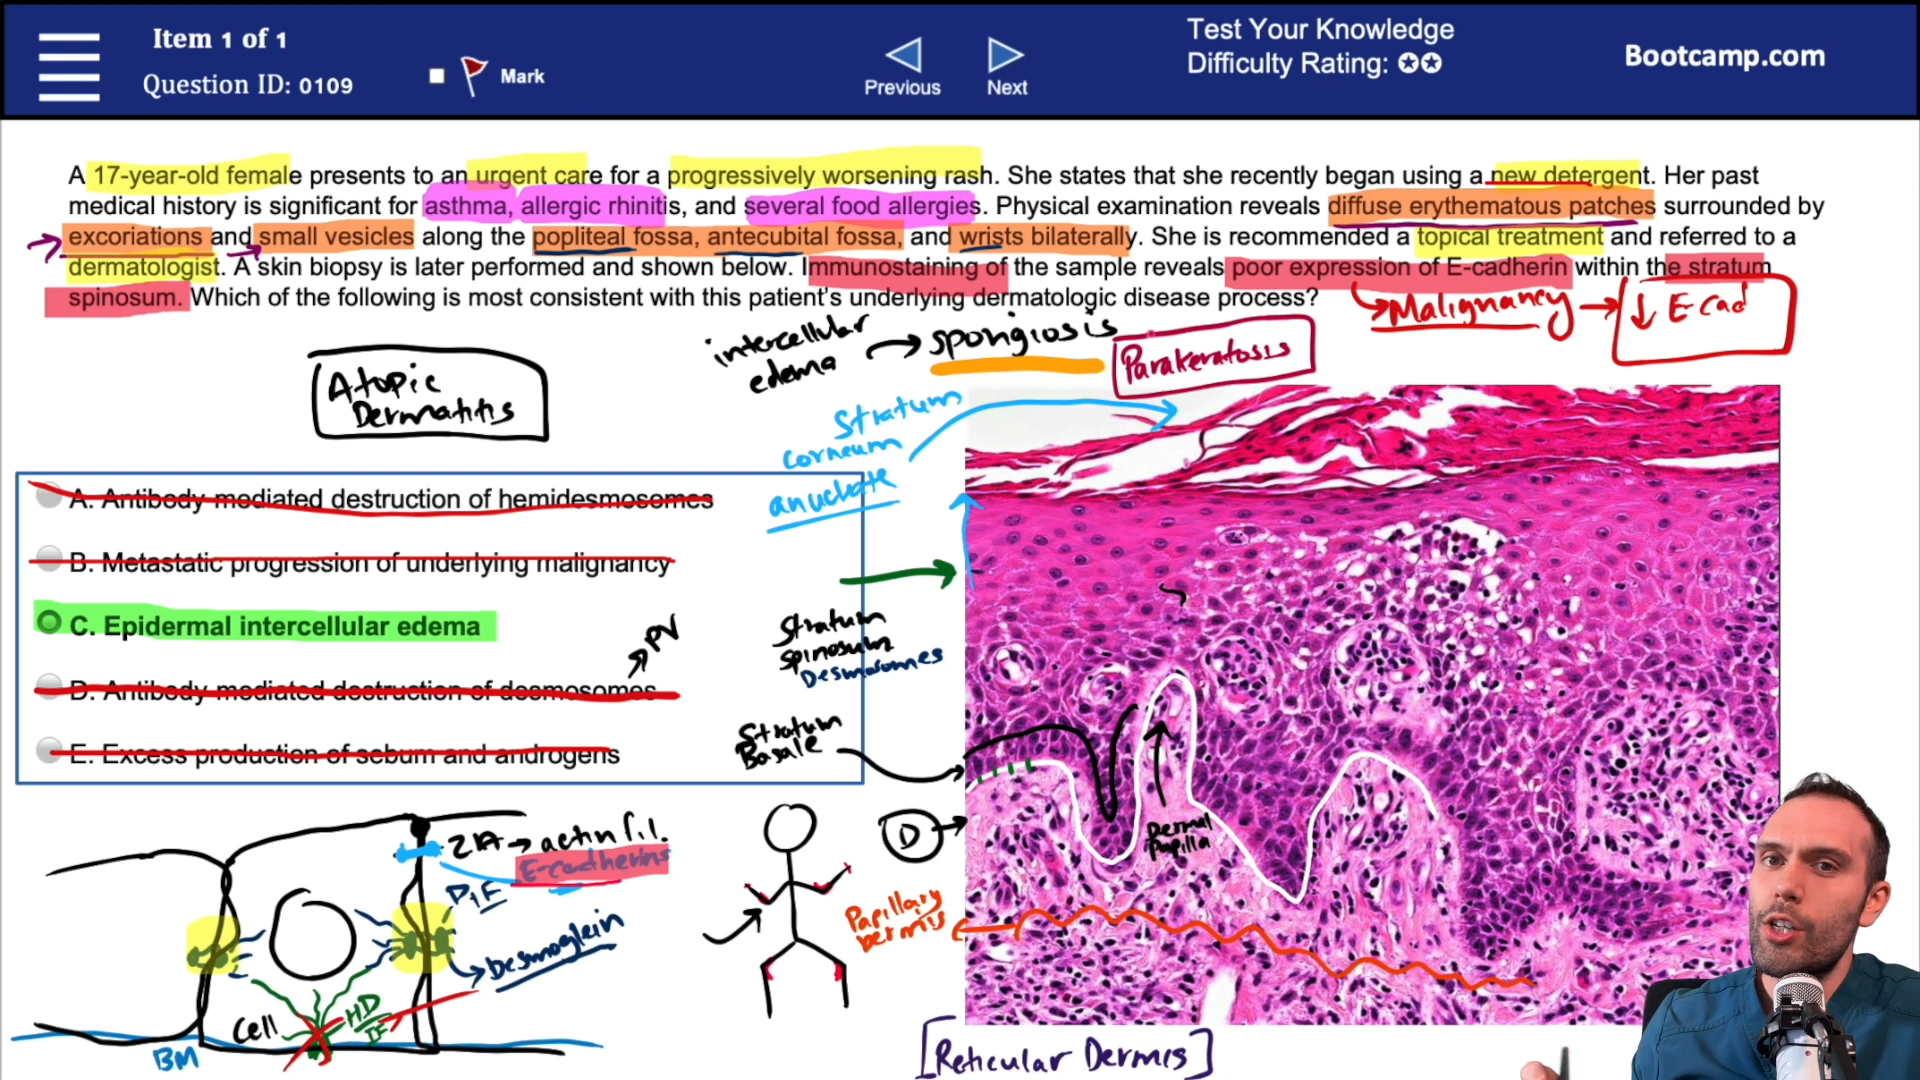 Item 1 of 1
Question ID: 0109
Mark
Previous
Next
Test Your Knowledge
Difficulty Rating:
Bootcamp.com
A 17-year-old female presents to an urgent care for a progressively worsening rash. She states that she recently began using a new detergent. Her past
medical history is significant for asthma, allergic rhinitis, and several food allergies. Physical examination reveals diffuse erythematous patches surrounded by
excoriations and small vesicles along the popliteal fossa, antecubital fossa, and wrists bilaterally. She is recommended a topical treatment and referred to a
dermatologist. A skin biopsy is later performed and shown below. Immunostaining of the sample reveals poor expression of E-cadherin within the stratum
spinosum. Which of the following is most consistent with this patient's underlying dermatologic disease process?
Malignancy → ↓ E-cad
intercellular
edema → spongiosis
Parakeratosis
Atopic
Dermatitis
Stratum
corneum
anucleate
A. Antibody-mediated destruction of hemidesmosomes
B. Metastatic progression of underlying malignancy
C. Epidermal intercellular edema
D. Antibody-mediated destruction of desmosomes
→ PV
E. Excess production of sebum and androgens
Stratum
Spinosum
Desmosomes
Stratum
Basale
Dermal
Papilla
D
Papillary
Dermis
[Reticular Dermis]
ZA → actin fil.
E-cadherins
Desmoglein
Cell
HD
IF
BM